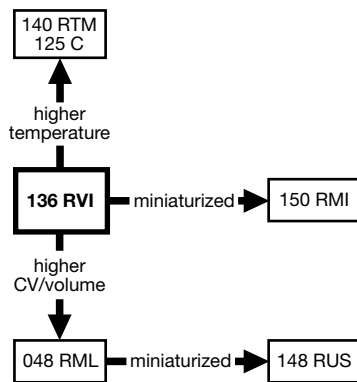 140 RTM
125 C
higher
temperature
136 RVI
miniaturized
150 RMI
higher
CV/volume
048 RML
miniaturized
148 RUS